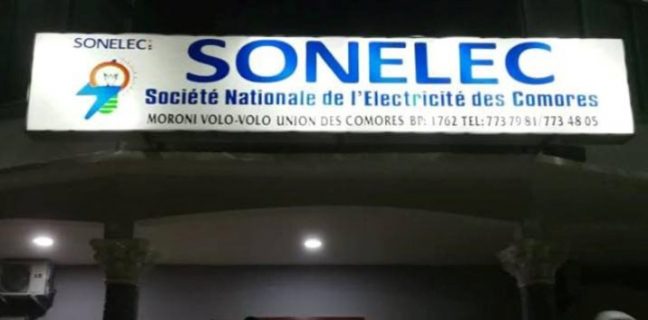 SONELEC:
SONELEC
Société Nationale de l'Electricité des Comores
MORONI VOLO-VOLO UNION DES COMORES BP: 1762 TEL: 773 79 81/773 48 05